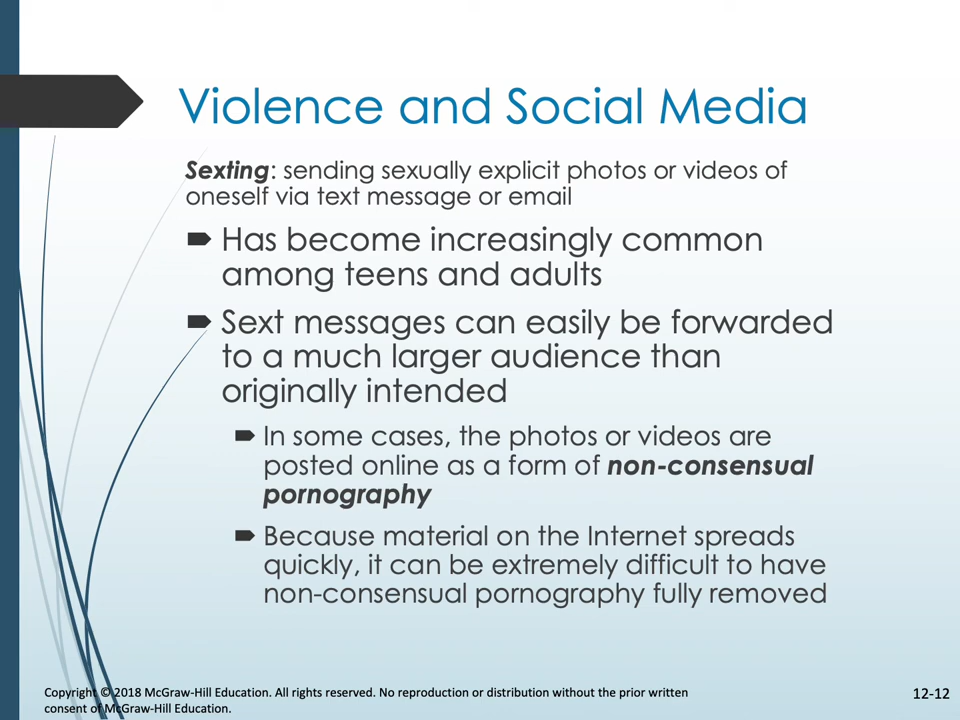 Violence and Social Media
Sexting: sending sexually explicit photos or videos of
oneself via text message or email
Has become increasingly common
among teens and adults
Sext messages can easily be forwarded
to a much larger audience than
originally intended
In some cases, the photos or videos are
posted online as a form of non-consensual
pornography
Because material on the Internet spreads
quickly, it can be extremely difficult to have
non-consensual pornography fully removed
Copyright © 2018 McGraw-Hill Education. All rights reserved. No reproduction or distribution without the prior written
consent of McGraw-Hill Education.
12-12